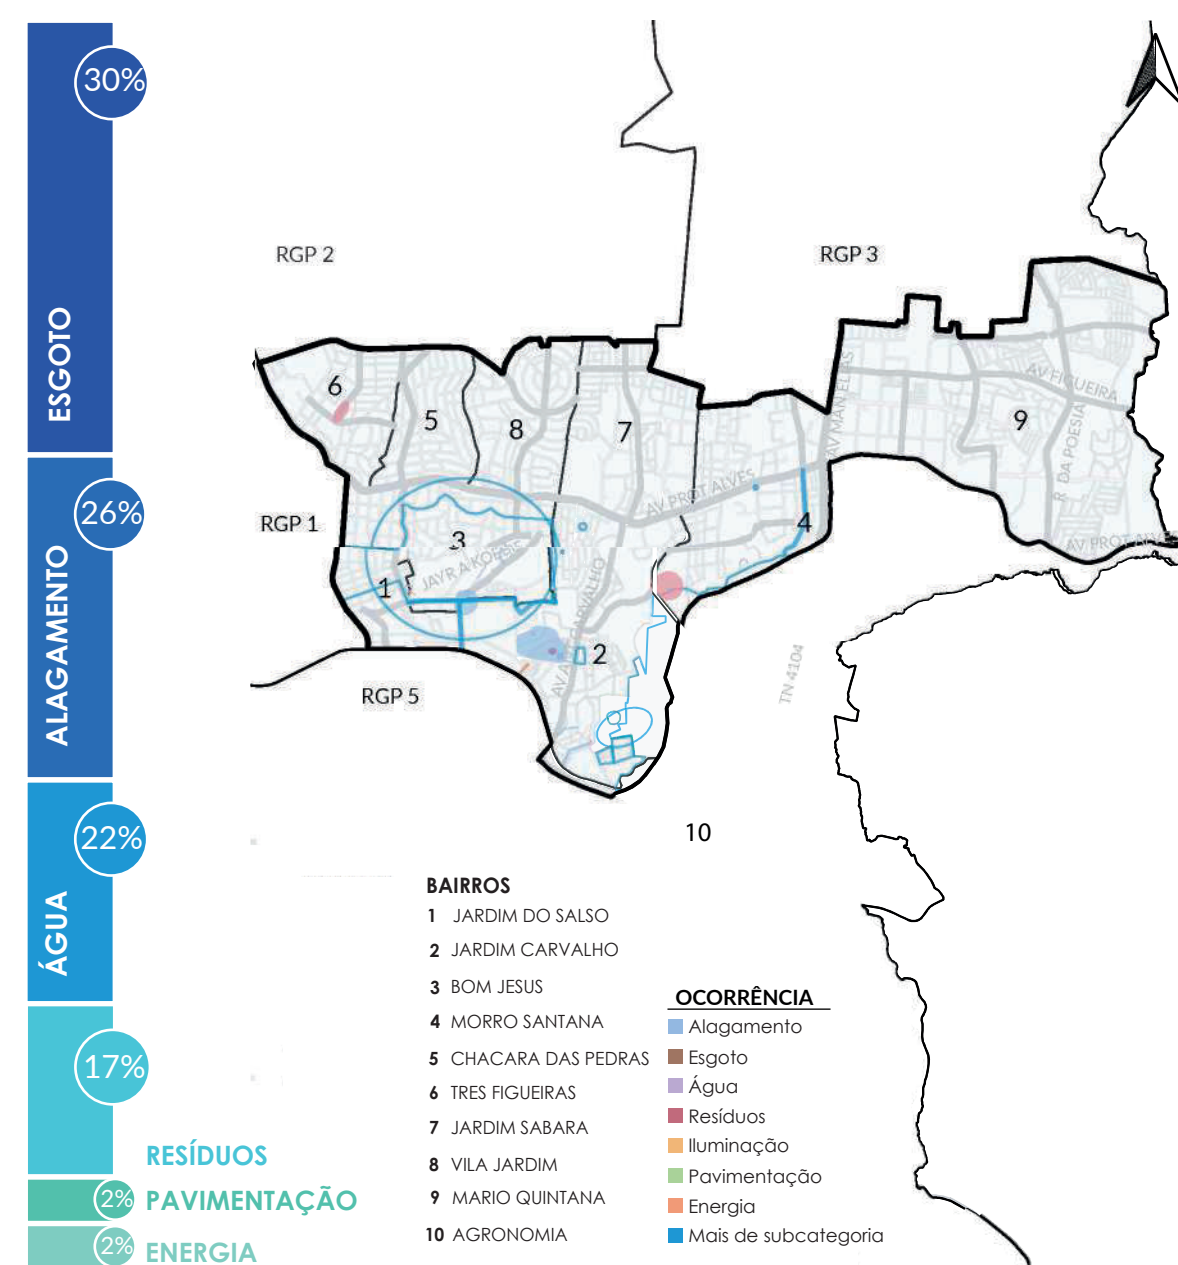 30%
ESGOTO
26%
ALAGAMENTO
22%
ÁGUA
17%
RESÍDUOS
2% PAVIMENTAÇÃO
2% ENERGIA
RGP 2
RGP 3
6
5
8
7
9
AV FIGUEIRA
R. DA POESIA
AV PROT ALVES
RGP 1
3
4
AV PROT ALVES
1
2
RGP 5
TN 4104
10
BAIRROS
1 JARDIM DO SALSO
2 JARDIM CARVALHO
3 BOM JESUS
4 MORRO SANTANA
5 CHACARA DAS PEDRAS
6 TRES FIGUEIRAS
7 JARDIM SABARA
8 VILA JARDIM
9 MARIO QUINTANA
10 AGRONOMIA
OCORRÊNCIA
Alagamento
Esgoto
Água
Resíduos
Iluminação
Pavimentação
Energia
Mais de subcategoria